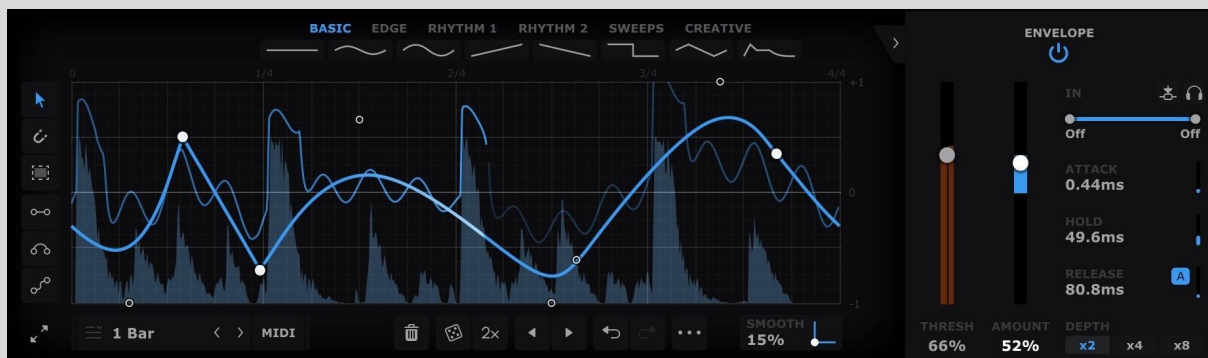 BASIC EDGE RHYTHM 1 RHYTHM 2 SWEEPS CREATIVE
0 1/4 2/4 3/4 4/4
+1
0
-1
1 Bar < > MIDI
2×
SMOOTH
15%
ENVELOPE
IN
Off Off
ATTACK
0.44ms
HOLD
49.6ms
RELEASE A
80.8ms
THRESH AMOUNT DEPTH
66% 52% x2 x4 x8